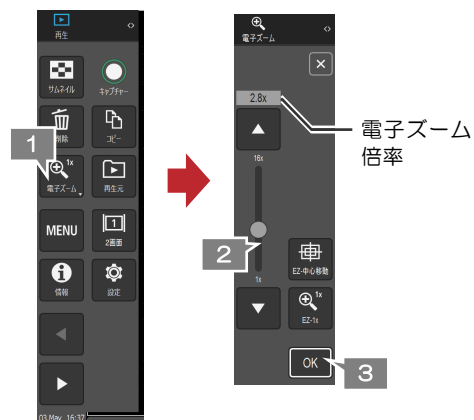 再生
サムネイル
キャプチャー
削除
コピー
1
1x
電子ズーム
再生元
MENU
1
2画面
情報
設定
03 May 16:32
電子ズーム
2.8x
電子ズーム
倍率
16x
2
1x
EZ-中心移動
1x
EZ-1x
OK
3